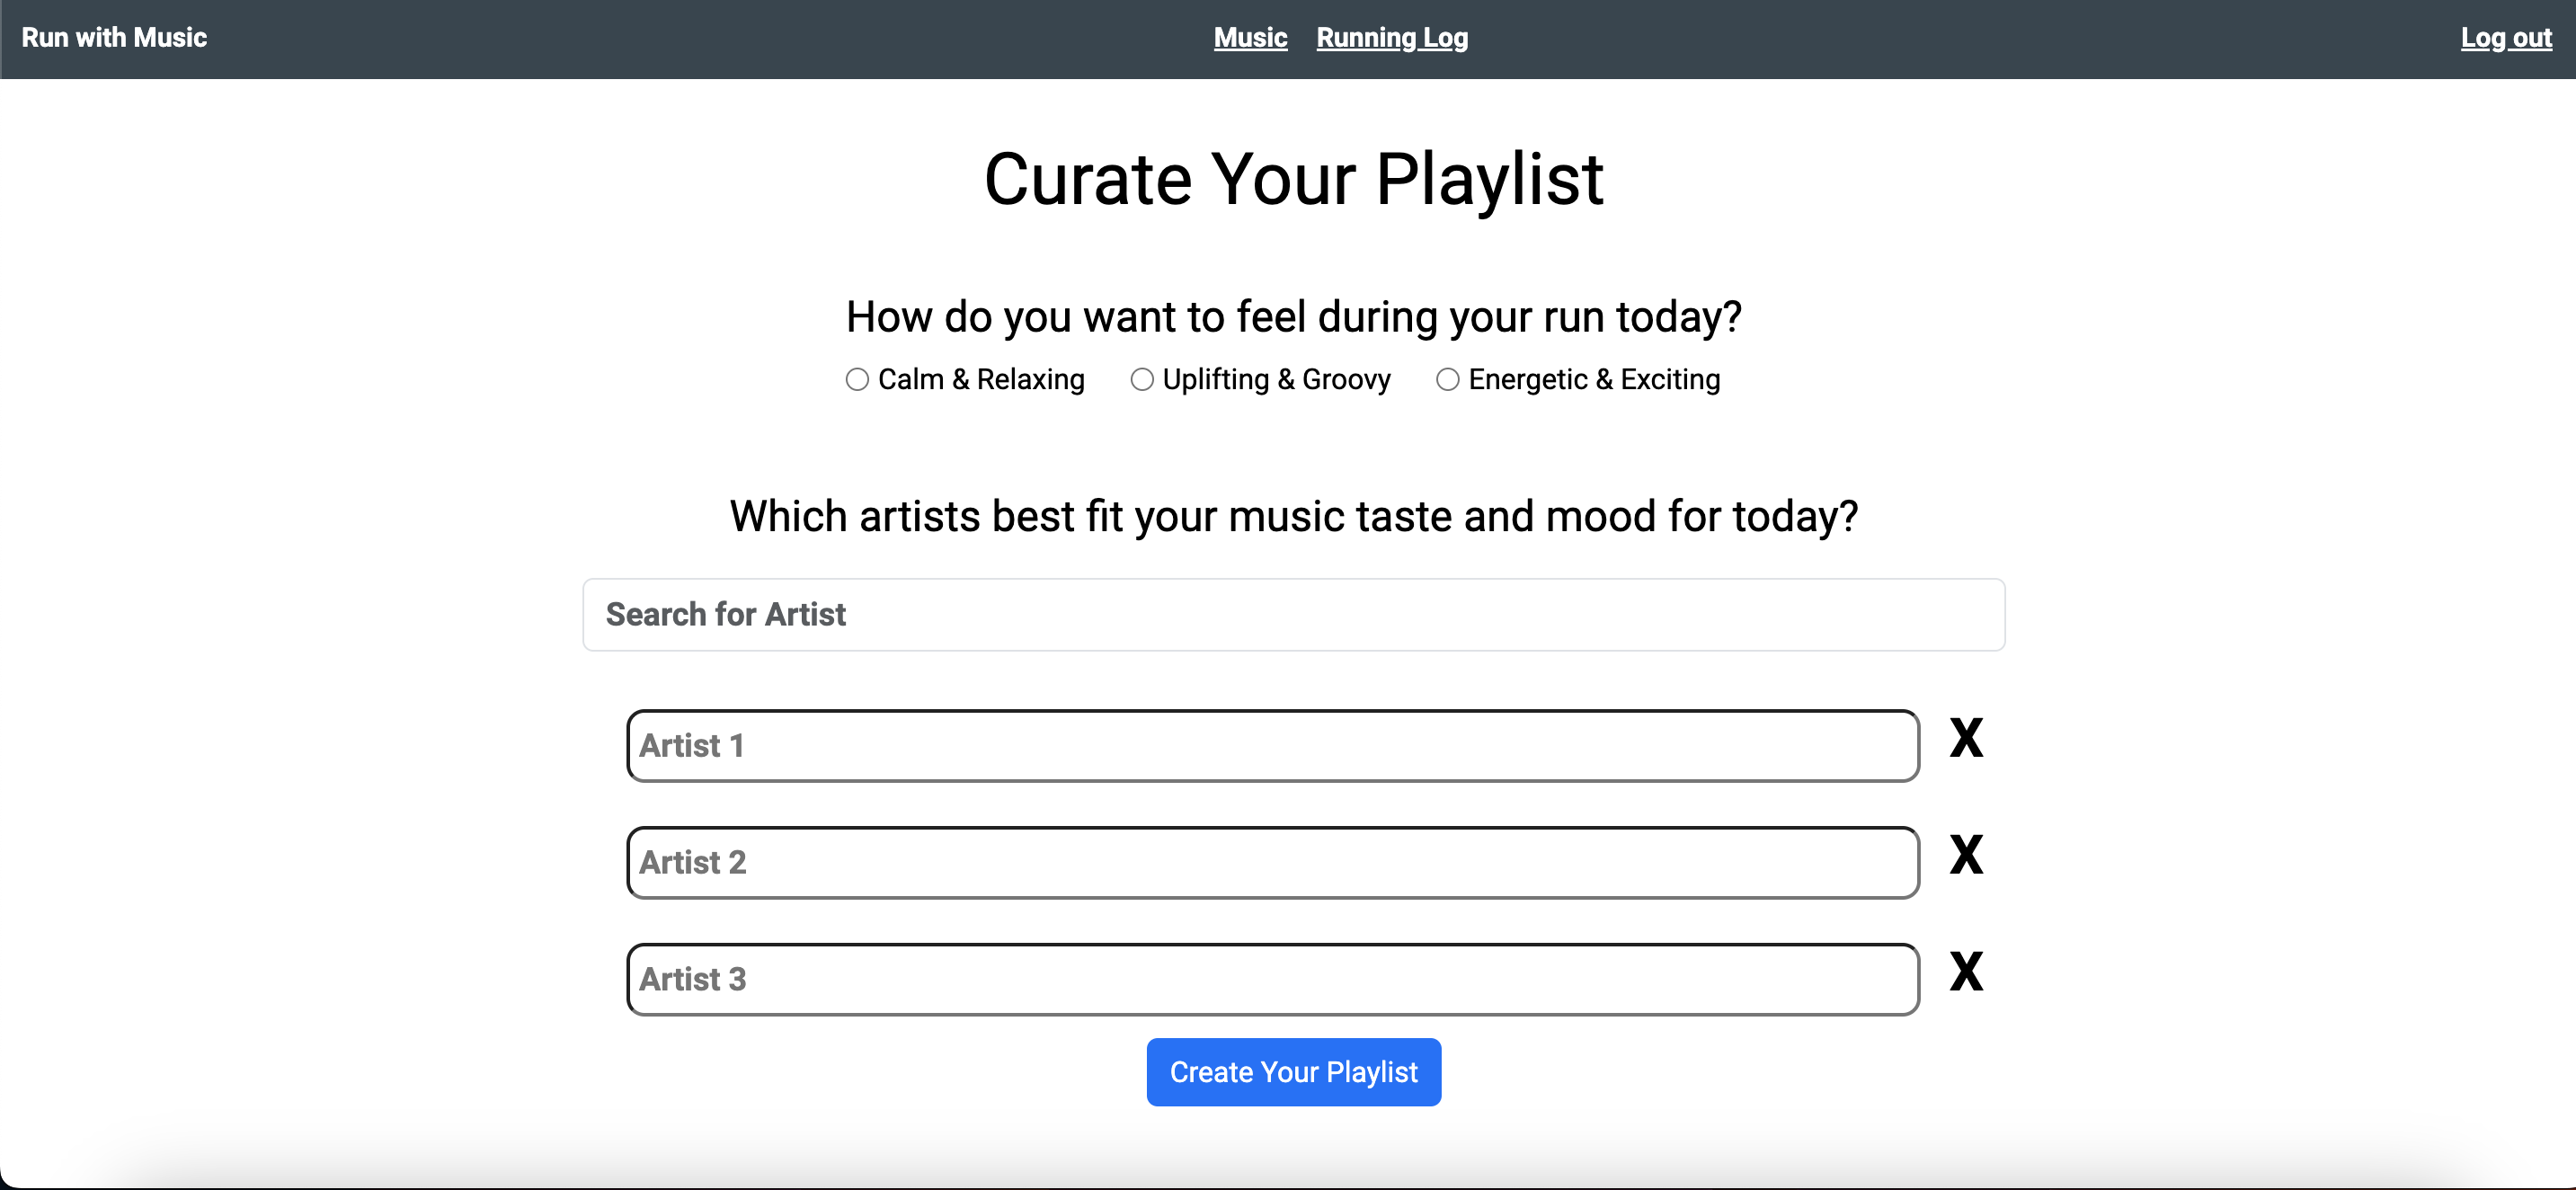 Run with Music Music Running Log Log out
Curate Your Playlist
How do you want to feel during your run today?
Calm & Relaxing Uplifting & Groovy Energetic & Exciting
Which artists best fit your music taste and mood for today?
Search for Artist
Artist 1 X
Artist 2 X
Artist 3 X
Create Your Playlist